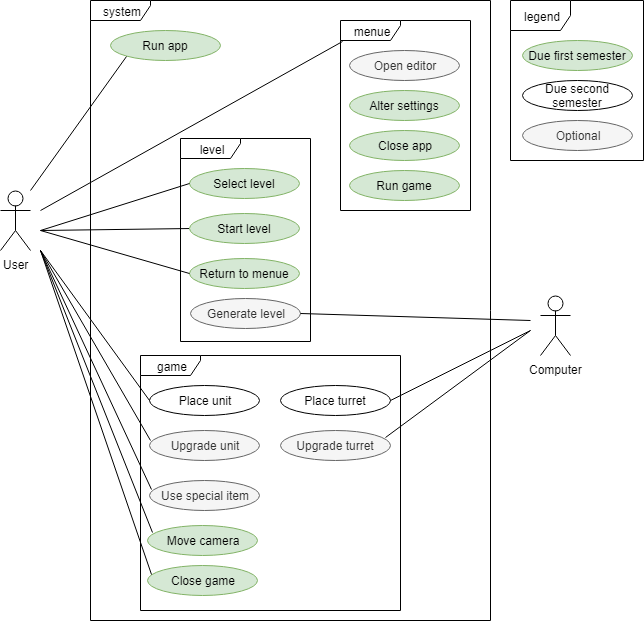 system
Run app
menue
Open editor
Alter settings
Close app
Run game
legend
Due first semester
Due second
semester
Optional
level
Select level
Start level
Return to menue
Generate level
User
Computer
game
Place unit
Place turret
Upgrade unit
Upgrade turret
Use special item
Move camera
Close game